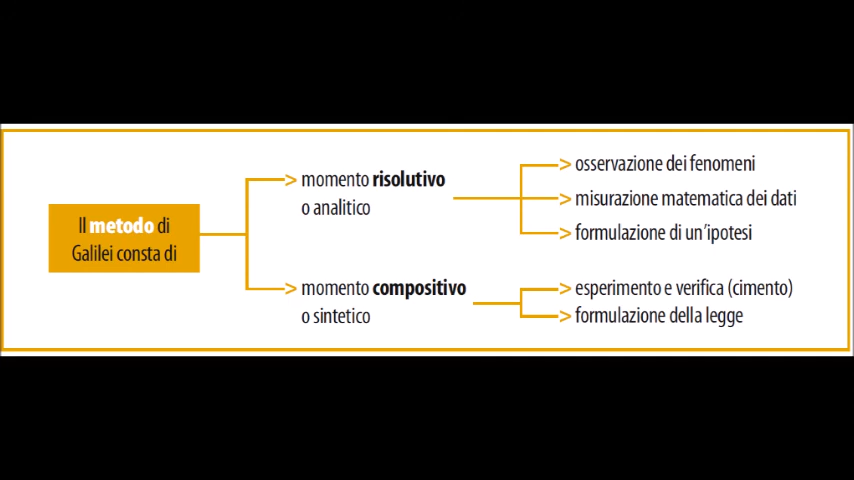 Il metodo di
Galilei consta di
> momento risolutivo
o analitico
> osservazione dei fenomeni
> misurazione matematica dei dati
> formulazione di un'ipotesi
> momento compositivo
o sintetico
> esperimento e verifica (cimento)
> formulazione della legge